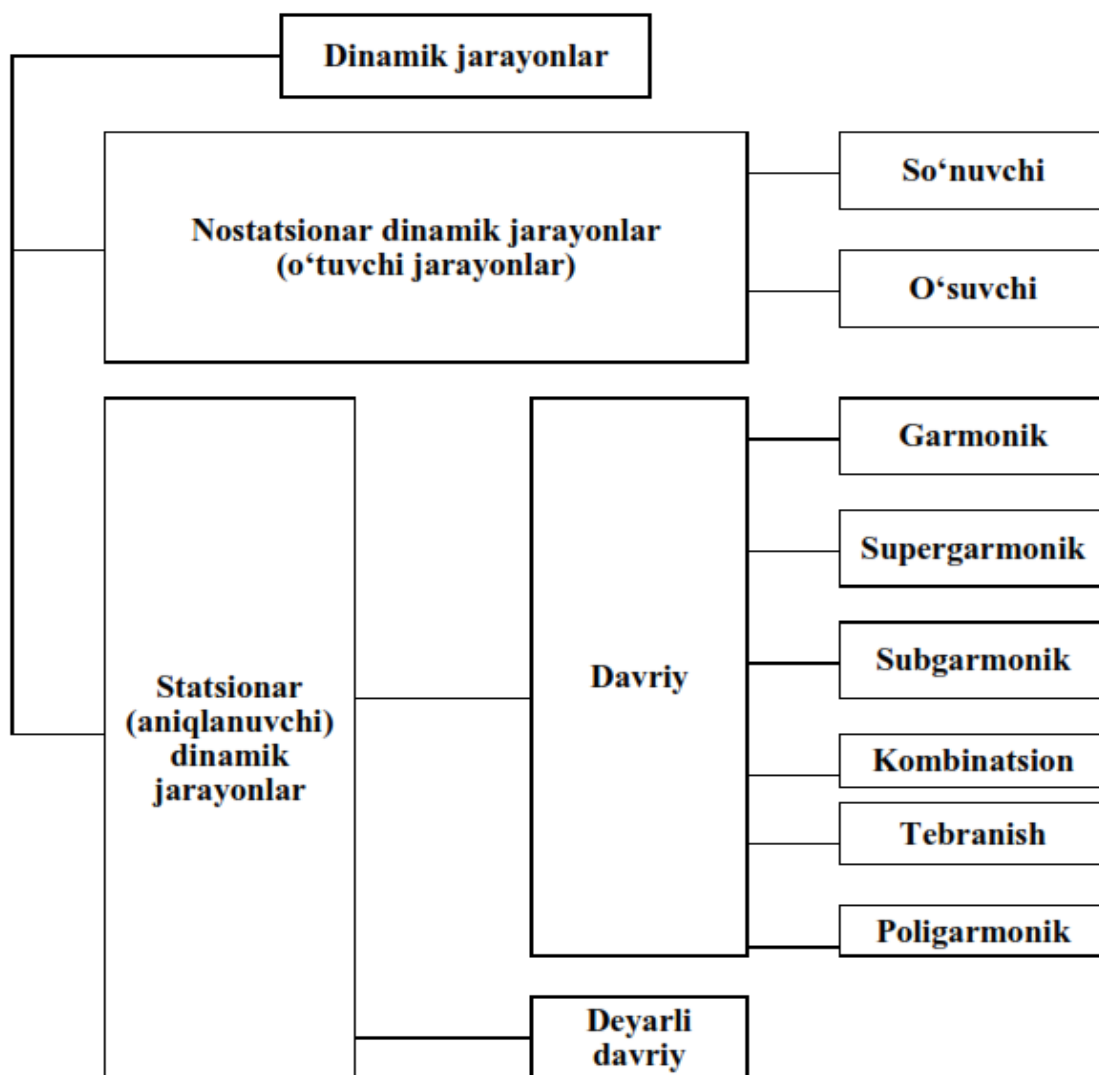 Dinamik jarayonlar
Nostatsionar dinamik jarayonlar
(o‘tuvchi jarayonlar)
So‘nuvchi
O‘suvchi
Statsionar
(aniqlanuvchi)
dinamik
jarayonlar
Davriy
Garmonik
Supergarmonik
Subgarmonik
Kombinatsion
Tebranish
Poligarmonik
Deyarli
davriy